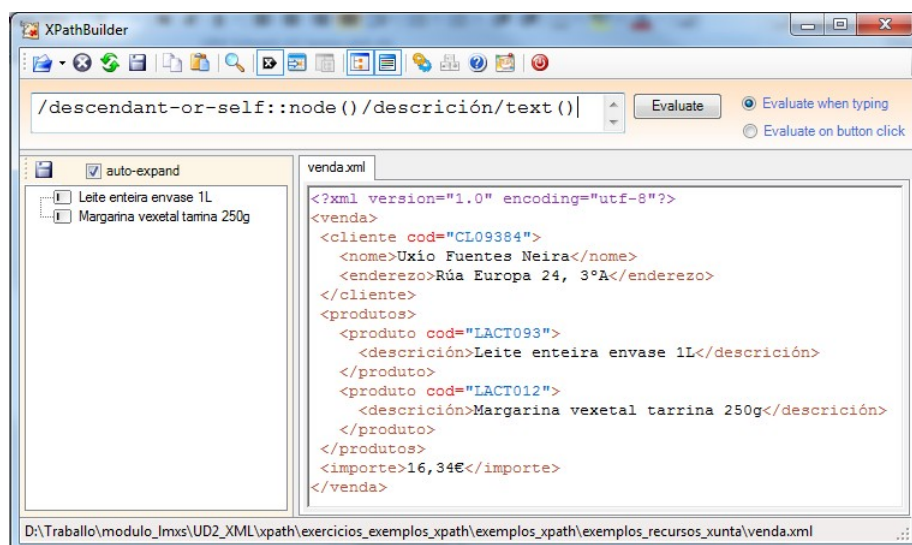 XPathBuilder
/descendant-or-self::node()/descrición/text()
Evaluate
Evaluate when typing
Evaluate on button click
auto-expand
Leite enteira envase 1L
Margarina vexetal tarrina 250g
venda.xml
<?xml version="1.0" encoding="utf-8"?>
<venda>
<cliente cod="CL09384">
<nome>Uxío Fuentes Neira</nome>
<enderezo>Rúa Europa 24, 3ºA</enderezo>
</cliente>
<produtos>
<produto cod="LACT093">
<descrición>Leite enteira envase 1L</descrición>
</produto>
<produto cod="LACT012">
<descrición>Margarina vexetal tarrina 250g</descrición>
</produto>
</produtos>
<importe>16,34€</importe>
</venda>
D:\Traballo\modulo_lmxs\UD2_XML\xpath\exercicios_exemplos_xpath\exemplos_xpath\exemplos_recursos_xunta\venda.xml